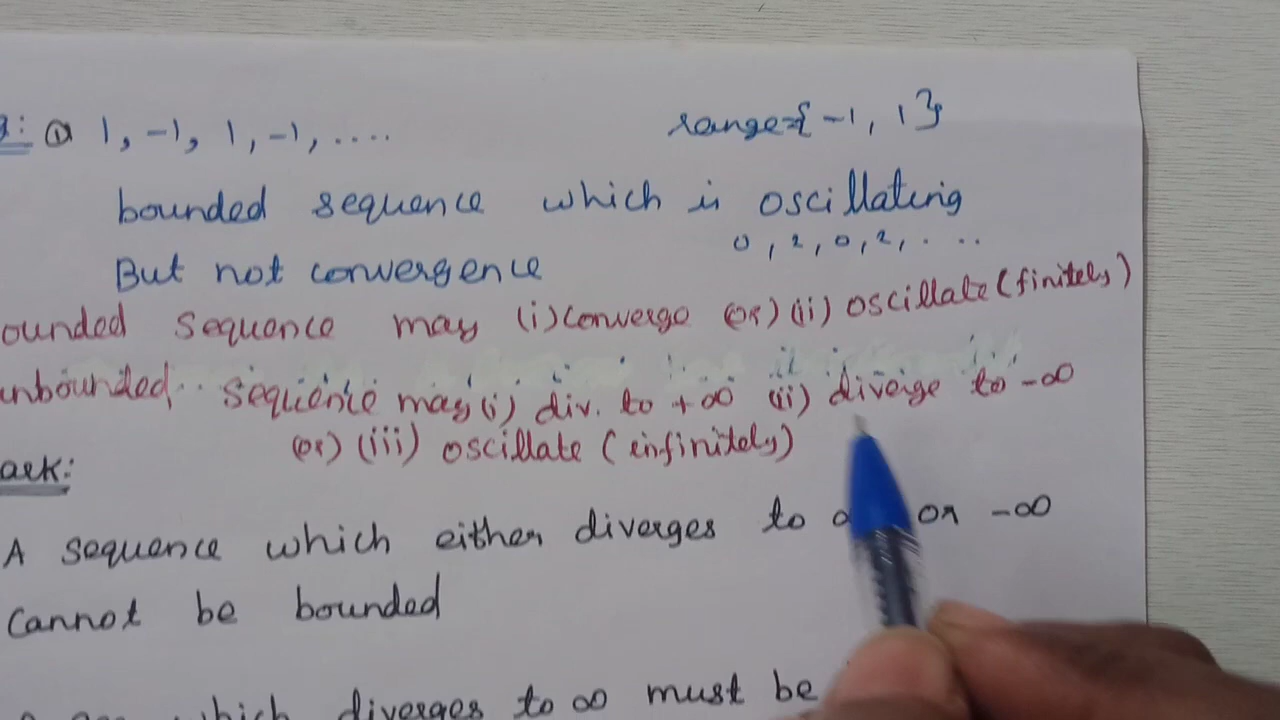 g: ① 1, -1, 1, -1, .... range={-1, 1}
bounded sequence which is oscillating
0, 2, 0, 2, ....
But not convergence
ounded sequence may (i) converge (or) (ii) oscillate (finitely)
unbounded sequence may (i) div. to +∞ (ii) diverge to -∞
(or) (iii) oscillate (infinitely)
ark:
A sequence which either diverges to or -∞
cannot be bounded
which diverges to ∞ must be